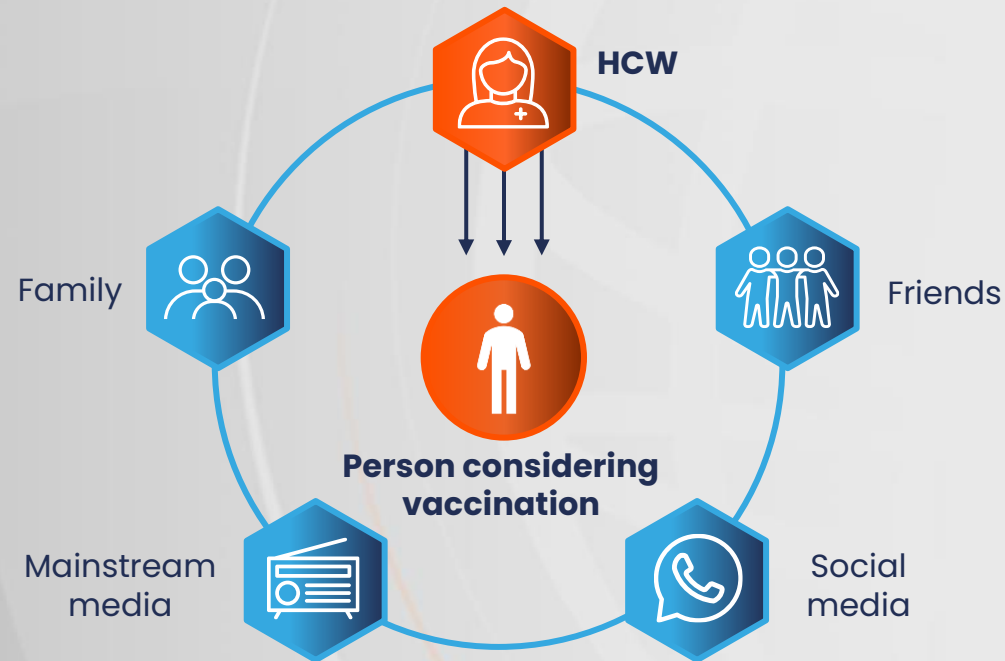 HCW
Family
Friends
Person considering
vaccination
Mainstream
media
Social
media